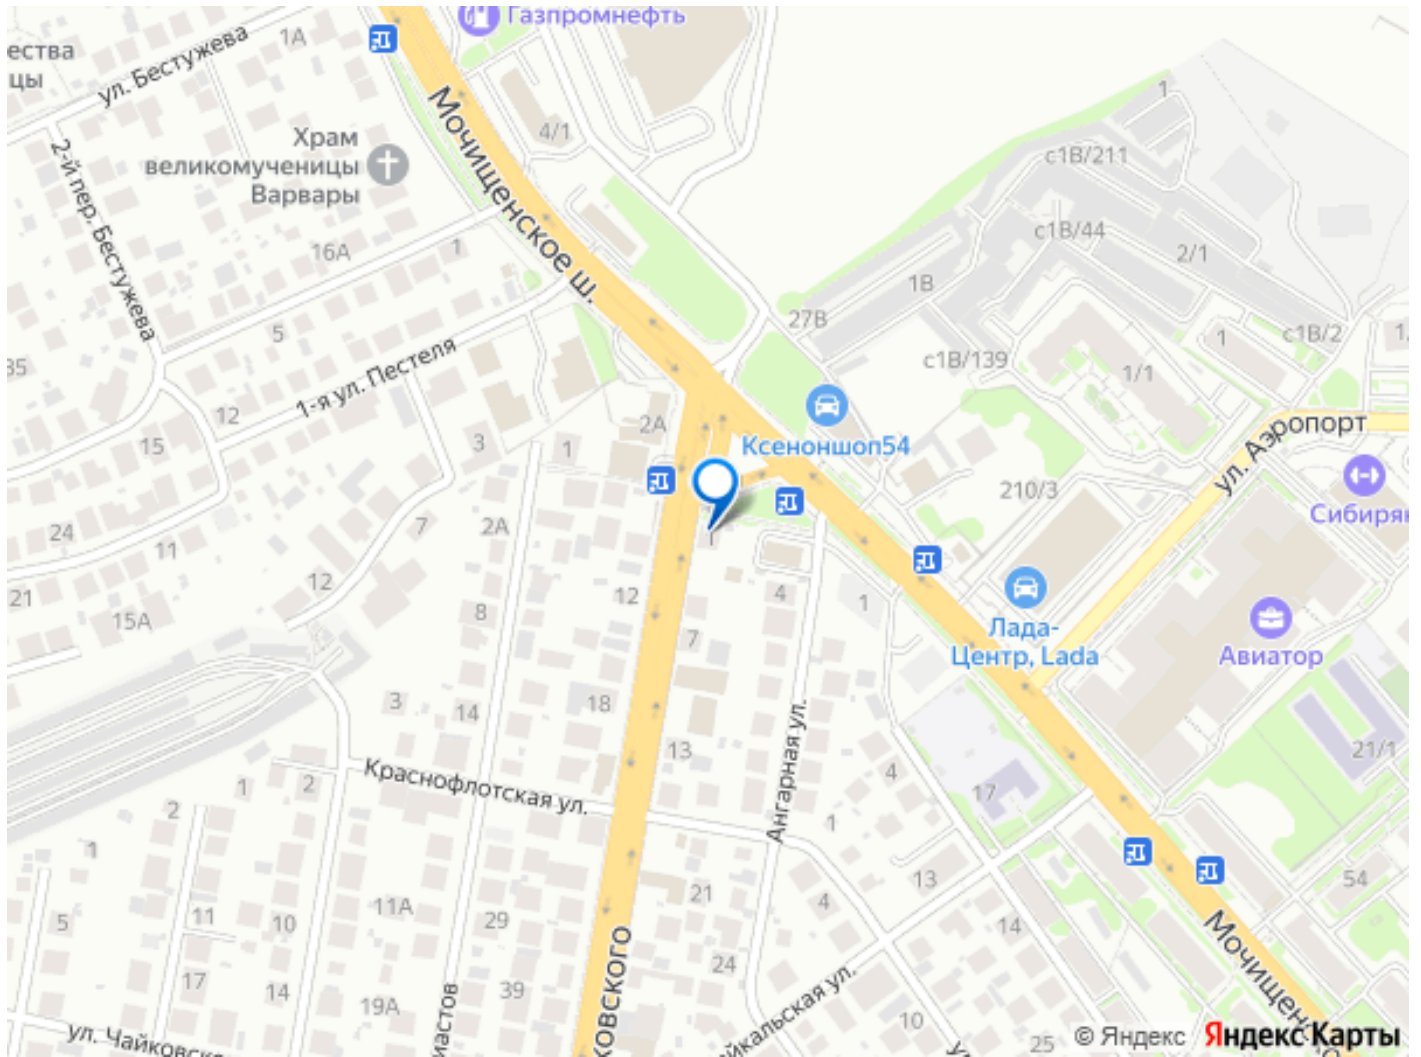 Газпромнефть
1А
ества
цы
ул. Бестужева
Мочищенское ш.
4/1
1
Храм
великомученицы
Варвары
2-й пер. Бестужева
с1В/211
16А
1
с1В/44
2/1
1В
27В
5
35
с1В/139
1
с1В/2
1/1
1-я ул. Пестеля
12
15
3
1
2А
Ксеноншоп54
ул. Аэропорт
210/3
Сибиряк
24
11
7
2А
1
21
15А
12
8
12
4
1
7
Лада-
Центр, Lada
Авиатор
3
14
18
13
Ангарная ул.
21/1
4
17
1
2
2
Краснофлотская ул.
1
1
5
11
10
11А
29
21
4
13
14
54
17
14
19А
39
24
10
25
иастов
ковского
йкальская ул.
Мочищенс
ул. Чайковск
© Яндекс Яндекс Карты